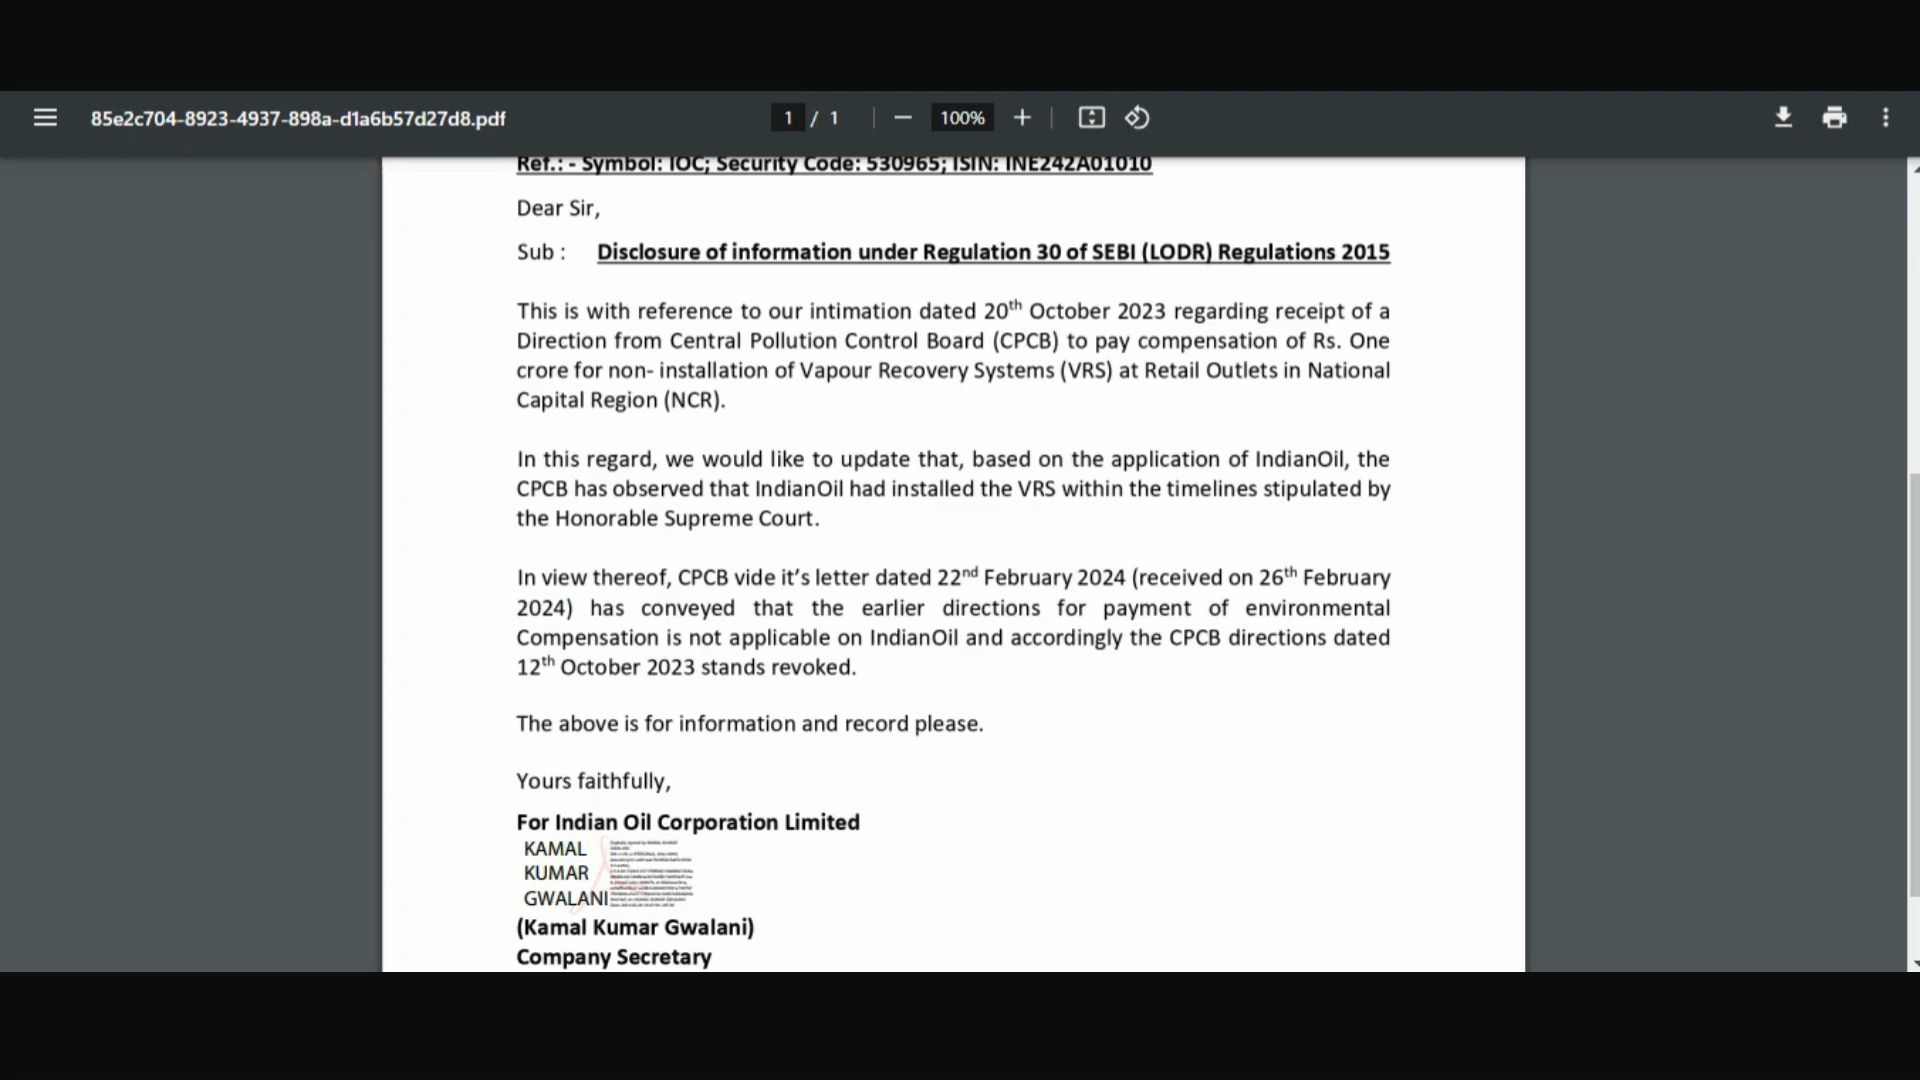 85e2c704-8923-4937-898a-d1a6b57d27d8.pdf
1 / 1
100%
Ref.: - Symbol: IOC; Security Code: 530965; ISIN: INE242A01010
Dear Sir,
Sub : Disclosure of information under Regulation 30 of SEBI (LODR) Regulations 2015
This is with reference to our intimation dated 20th October 2023 regarding receipt of a
Direction from Central Pollution Control Board (CPCB) to pay compensation of Rs. One
crore for non- installation of Vapour Recovery Systems (VRS) at Retail Outlets in National
Capital Region (NCR).
In this regard, we would like to update that, based on the application of IndianOil, the
CPCB has observed that IndianOil had installed the VRS within the timelines stipulated by
the Honorable Supreme Court.
In view thereof, CPCB vide it's letter dated 22nd February 2024 (received on 26th February
2024) has conveyed that the earlier directions for payment of environmental
Compensation is not applicable on IndianOil and accordingly the CPCB directions dated
12th October 2023 stands revoked.
The above is for information and record please.
Yours faithfully,
For Indian Oil Corporation Limited
KAMAL
KUMAR
GWALANI
(Kamal Kumar Gwalani)
Company Secretary